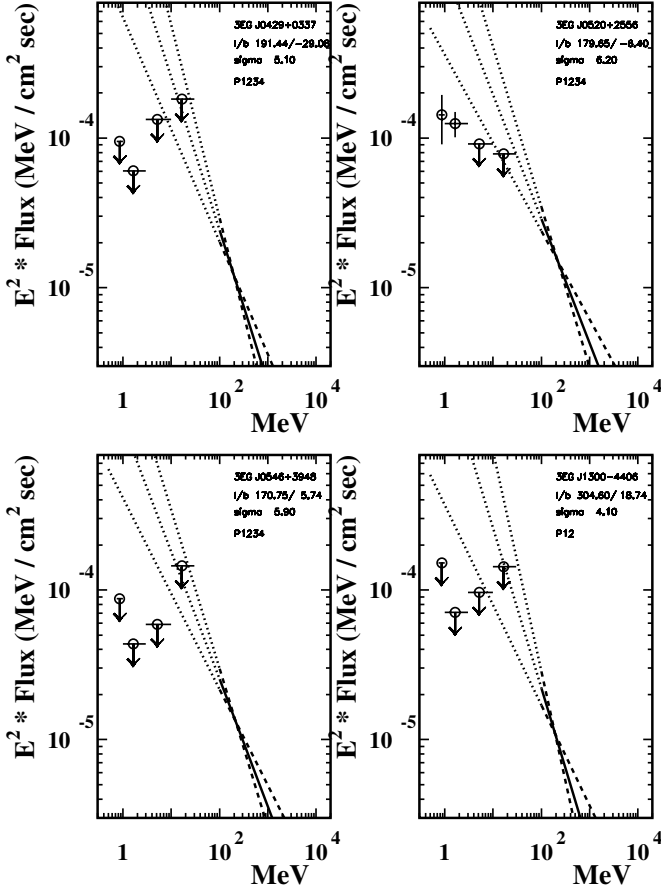 3EG J0429+0337
l/b 191.44/-29.08
sigma 5.10
P1234
E² * Flux (MeV / cm² sec)
10⁻⁴
10⁻⁵
1 10² 10⁴
MeV
3EG J0520+2556
l/b 179.65/ -6.40
sigma 6.20
P1234
E² * Flux (MeV / cm² sec)
10⁻⁴
10⁻⁵
1 10² 10⁴
MeV
3EG J0546+3948
l/b 170.75/ 5.74
sigma 5.90
P1234
E² * Flux (MeV / cm² sec)
10⁻⁴
10⁻⁵
1 10² 10⁴
MeV
3EG J1300-4406
l/b 304.60/ 18.74
sigma 4.10
P12
E² * Flux (MeV / cm² sec)
10⁻⁴
10⁻⁵
1 10² 10⁴
MeV